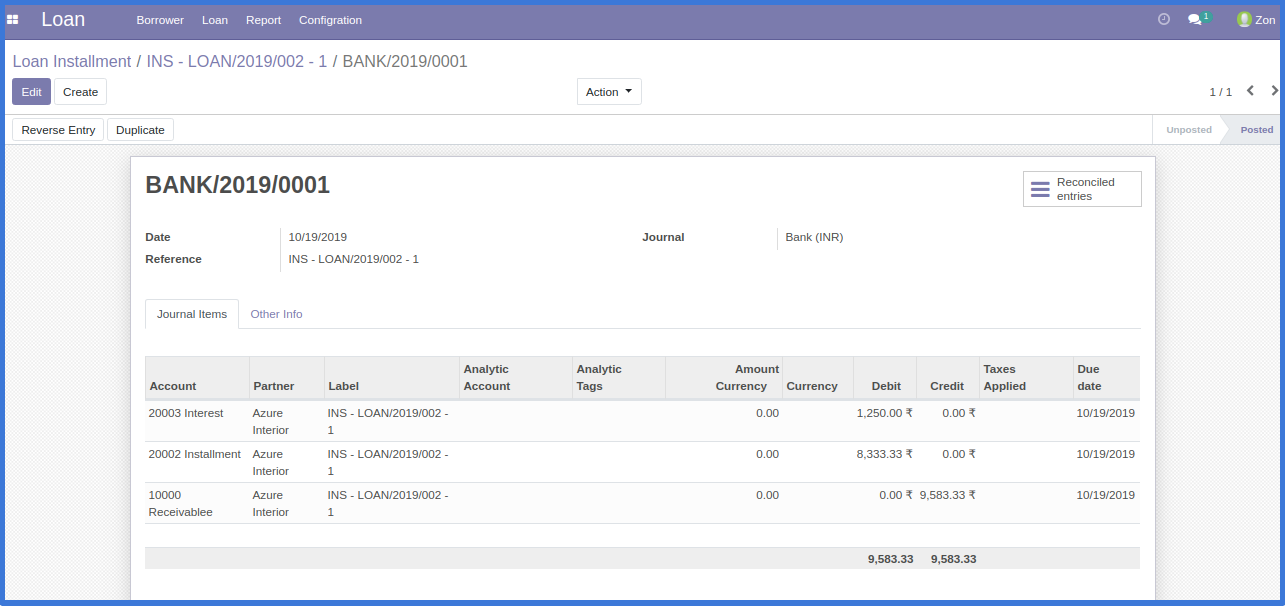 Loan Borrower Loan Report Configration 1 Zon
Loan Installment / INS - LOAN/2019/002 - 1 / BANK/2019/0001
Edit Create Action 1 / 1
Reverse Entry Duplicate Unposted Posted
BANK/2019/0001
Reconciled
entries
Date 10/19/2019 Journal Bank (INR)
Reference INS - LOAN/2019/002 - 1
Journal Items Other Info
Analytic Analytic Amount Taxes Due
Account Partner Label Account Tags Currency Currency Debit Credit Applied date
20003 Interest Azure INS - LOAN/2019/002 - 0.00 1,250.00 ₹ 0.00 ₹ 10/19/2019
Interior 1
20002 Installment Azure INS - LOAN/2019/002 - 0.00 8,333.33 ₹ 0.00 ₹ 10/19/2019
Interior 1
10000 Azure INS - LOAN/2019/002 - 0.00 0.00 ₹ 9,583.33 ₹ 10/19/2019
Receivablee Interior 1
9,583.33 9,583.33